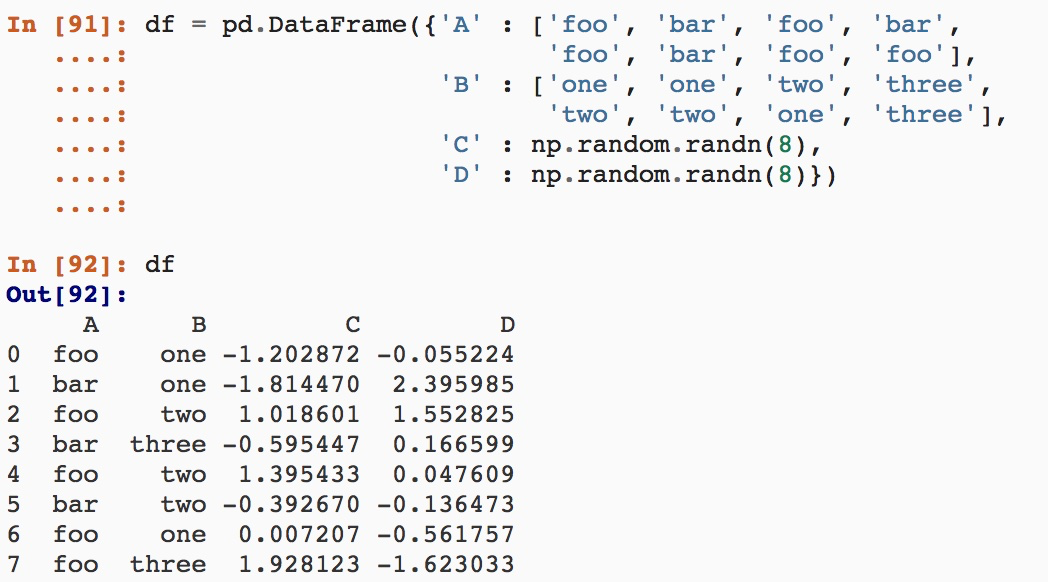 In [91]: df = pd.DataFrame({'A' : ['foo', 'bar', 'foo', 'bar',
   ....:                           'foo', 'bar', 'foo', 'foo'],
   ....:                    'B' : ['one', 'one', 'two', 'three',
   ....:                           'two', 'two', 'one', 'three'],
   ....:                    'C' : np.random.randn(8),
   ....:                    'D' : np.random.randn(8)})
   ....:
In [92]: df
Out[92]:
     A      B         C         D
0  foo    one -1.202872 -0.055224
1  bar    one -1.814470  2.395985
2  foo    two  1.018601  1.552825
3  bar  three -0.595447  0.166599
4  foo    two  1.395433  0.047609
5  bar    two -0.392670 -0.136473
6  foo    one  0.007207 -0.561757
7  foo  three  1.928123 -1.623033